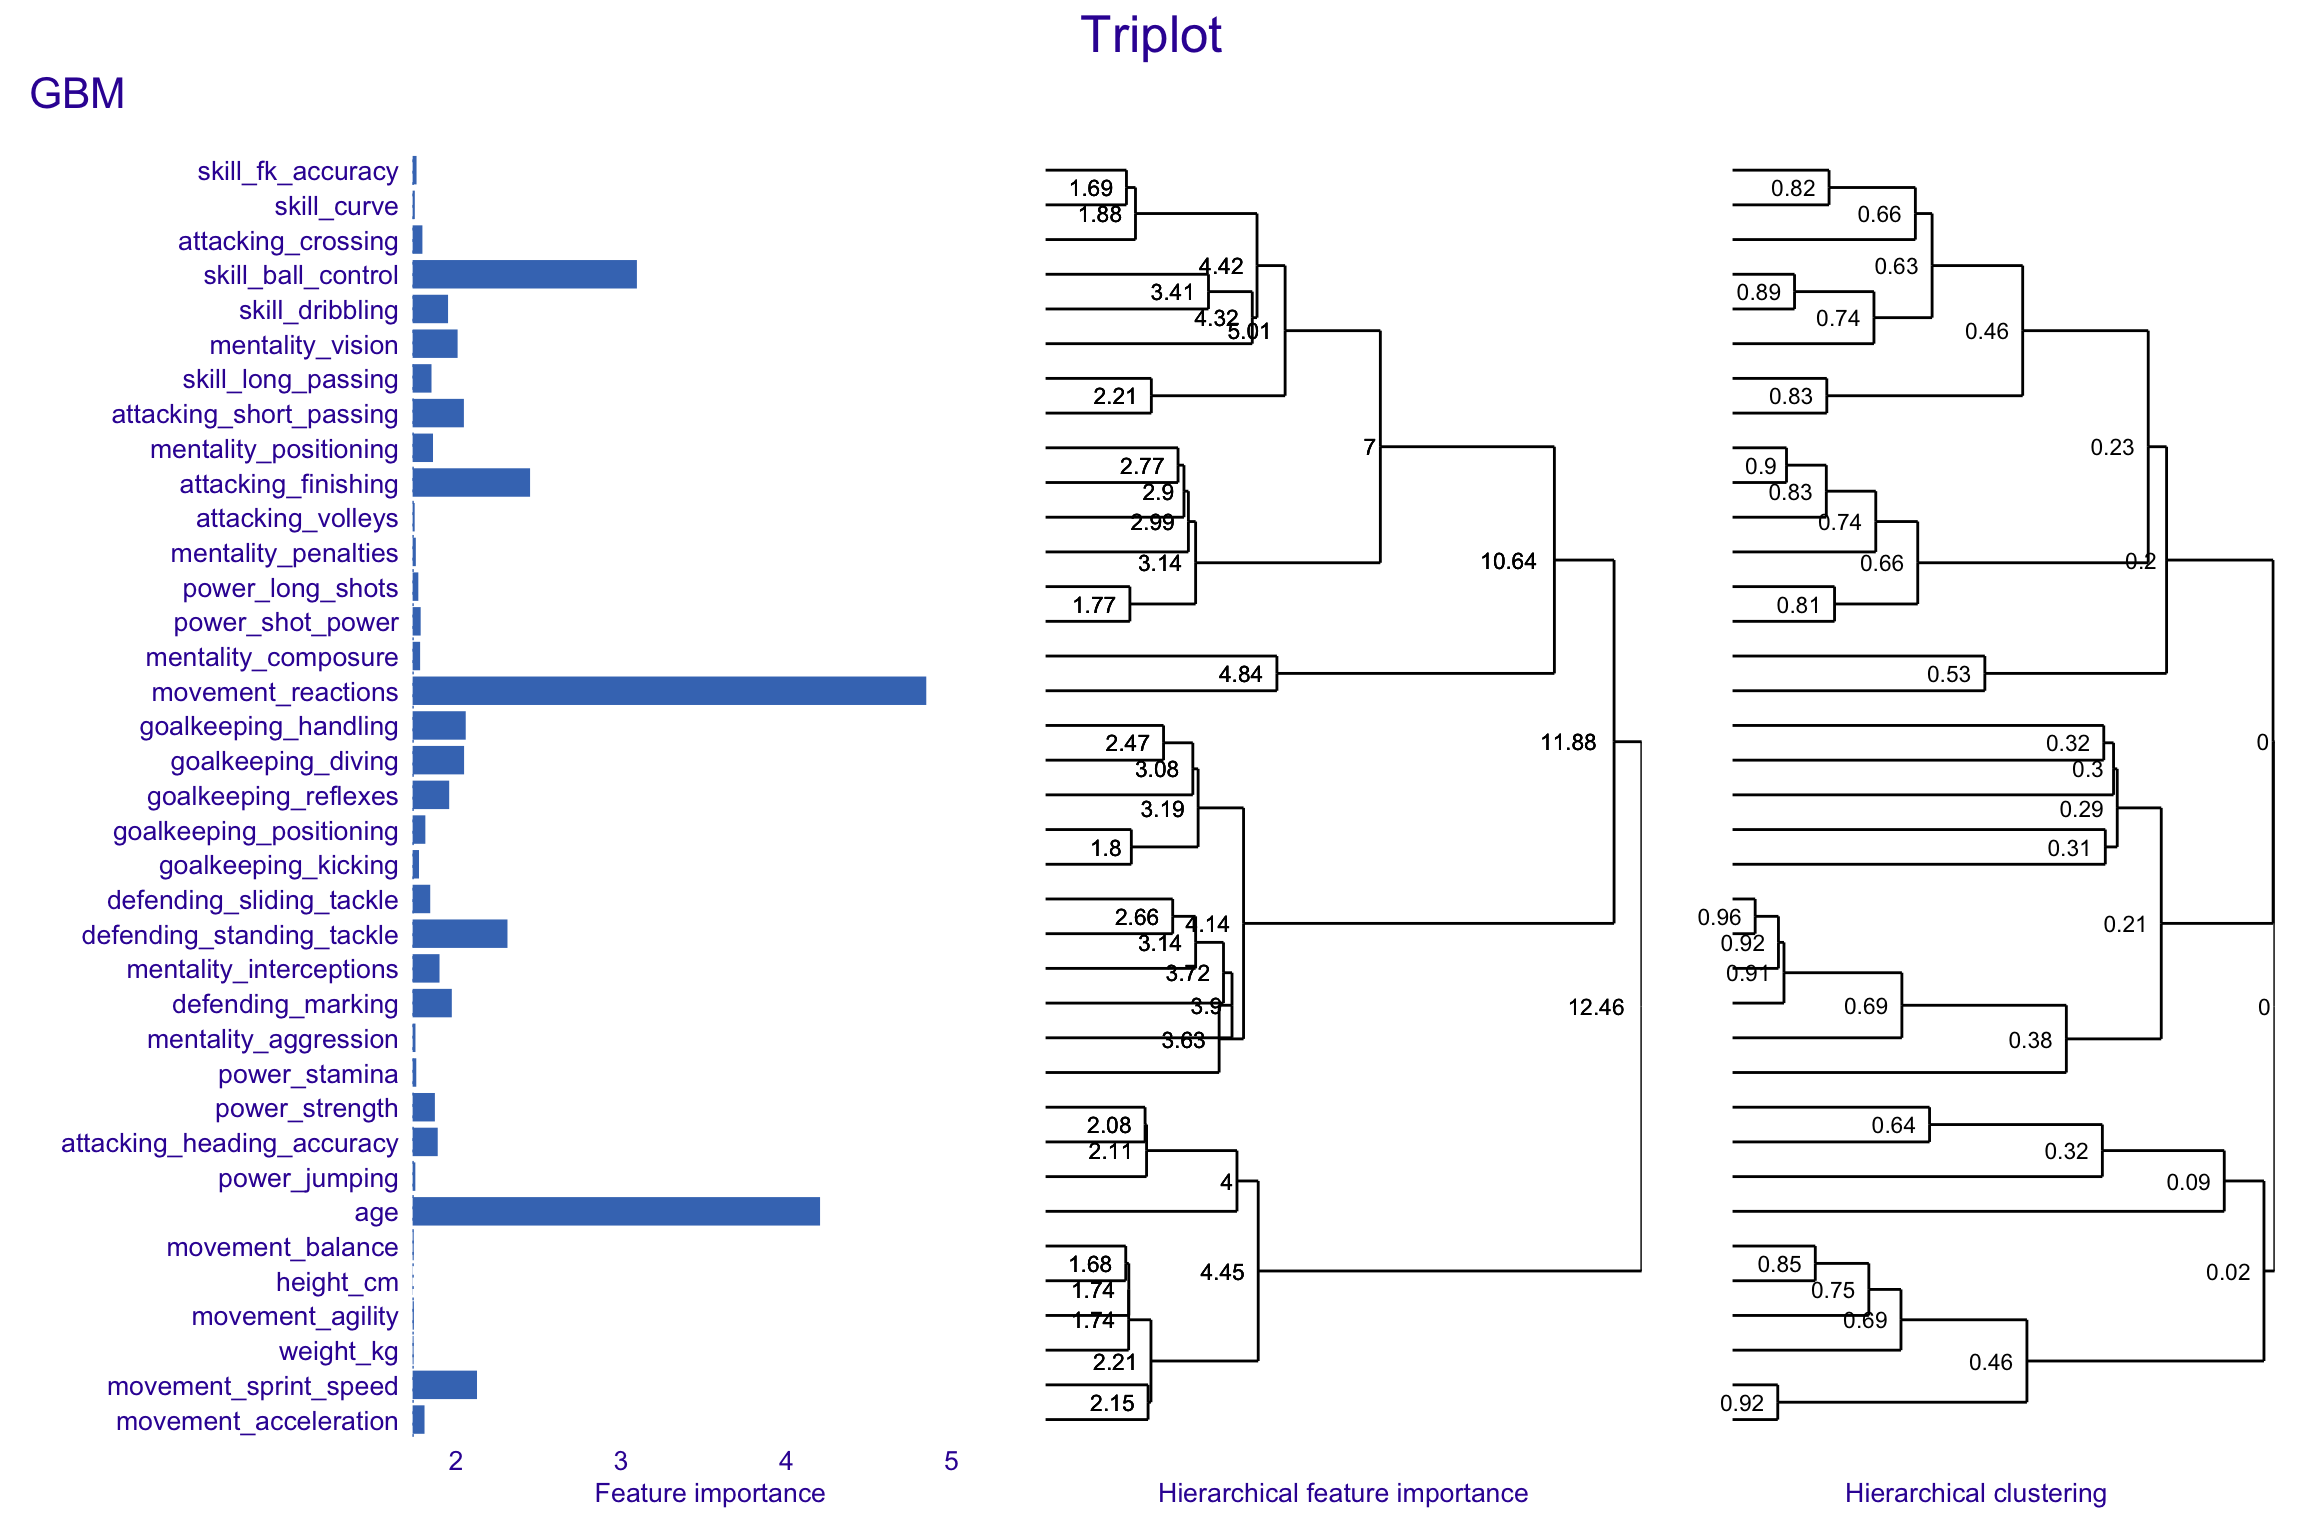 Triplot
GBM
skill_fk_accuracy
skill_curve
attacking_crossing
skill_ball_control
skill_dribbling
mentality_vision
skill_long_passing
attacking_short_passing
mentality_positioning
attacking_finishing
attacking_volleys
mentality_penalties
power_long_shots
power_shot_power
mentality_composure
movement_reactions
goalkeeping_handling
goalkeeping_diving
goalkeeping_reflexes
goalkeeping_positioning
goalkeeping_kicking
defending_sliding_tackle
defending_standing_tackle
mentality_interceptions
defending_marking
mentality_aggression
power_stamina
power_strength
attacking_heading_accuracy
power_jumping
age
movement_balance
height_cm
movement_agility
weight_kg
movement_sprint_speed
movement_acceleration
2 3 4 5
Feature importance
1.69
1.88
4.42
3.41
4.32
5.01
2.21
7
2.77
2.9
2.99
10.64
3.14
1.77
4.84
11.88
2.47
3.08
3.19
1.8
2.66
4.14
3.14
3.72
3.9
12.46
3.63
2.08
2.11
4
1.68
4.45
1.74
1.74
2.21
2.15
Hierarchical feature importance
0.82
0.66
0.63
0.89
0.74
0.46
0.83
0.23
0.9
0.83
0.74
0.2
0.66
0.81
0.53
0
0.32
0.3
0.29
0.31
0.96
0.21
0.92
0.91
0.69
0
0.38
0.64
0.32
0.09
0.85
0.02
0.75
0.69
0.46
0.92
Hierarchical clustering